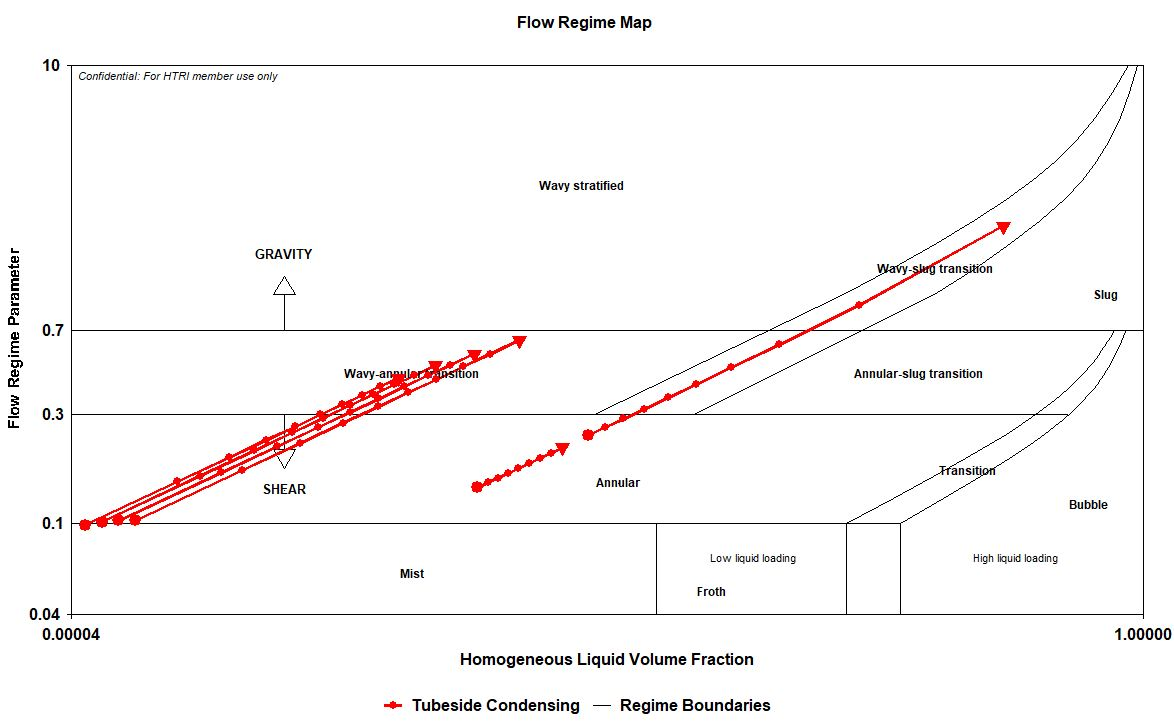 Flow Regime Map
10
Confidential: For HTRI member use only
Wavy stratified
GRAVITY
Wavy-slug transition
Slug
0.7
Flow Regime Parameter
Wavy-annular transition
Annular-slug transition
0.3
SHEAR
Annular
Transition
Bubble
0.1
Low liquid loading
High liquid loading
Mist
Froth
0.04
0.00004
1.00000
Homogeneous Liquid Volume Fraction
Tubeside Condensing
Regime Boundaries